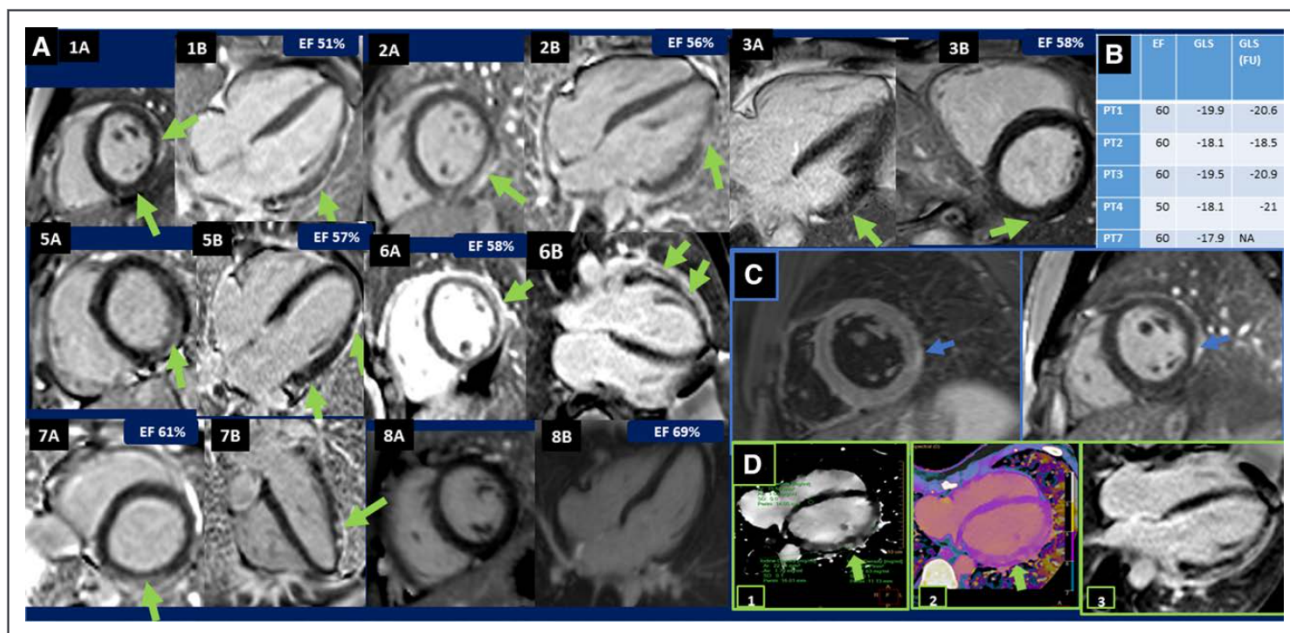 A
1A
1B
EF 51%
2A
2B
EF 56%
3A
3B
EF 58%
B
EF GLS GLS (FU)
PT1 60 -19.9 -20.6
PT2 60 -18.1 -18.5
PT3 60 -19.5 -20.9
PT4 50 -18.1 -21
PT7 60 -17.9 NA
5A
5B
EF 57%
6A
EF 58%
6B
C
7A
EF 61%
7B
8A
8B
EF 69%
D
1
2
3